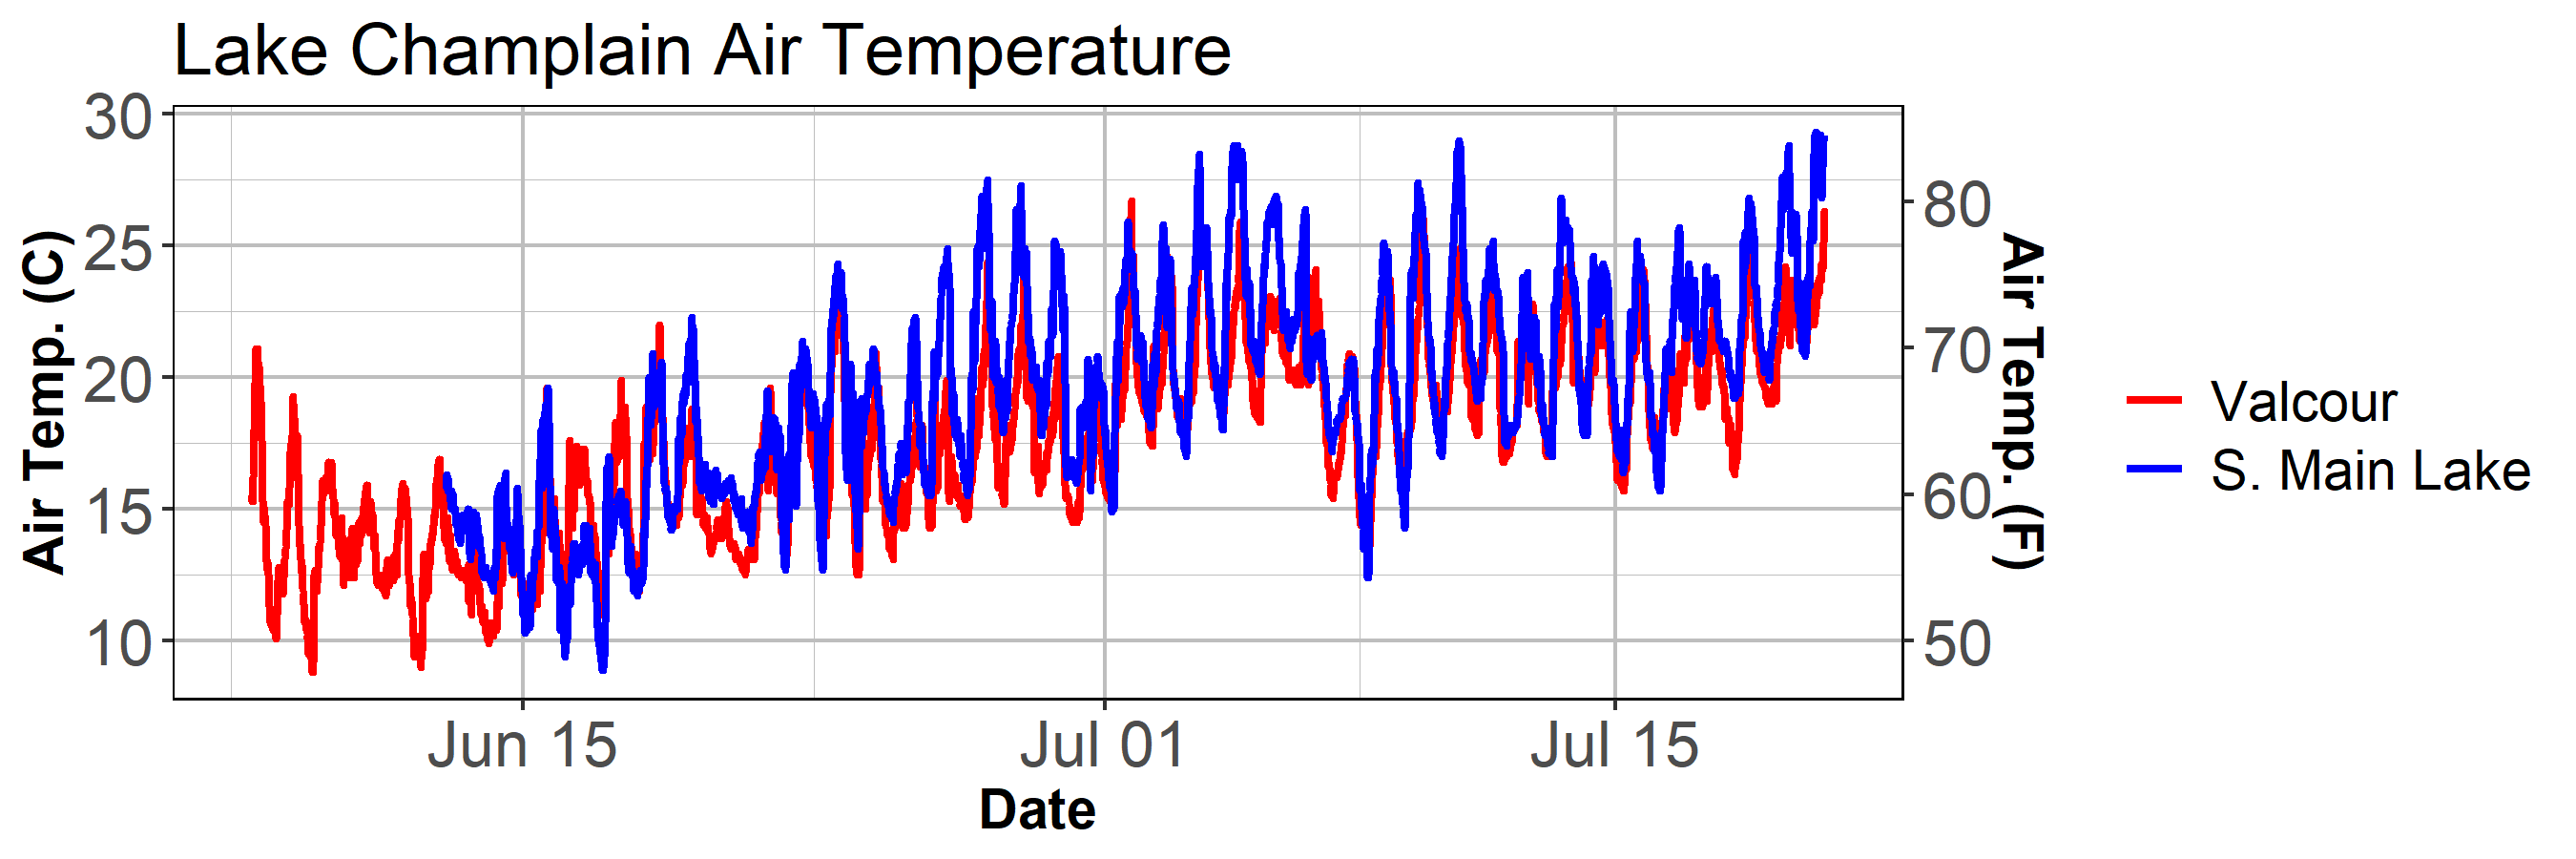 Lake Champlain Air Temperature
30
25
20
15
10
Air Temp. (C)
80
70
60
50
Air Temp. (F)
Jun 15
Jul 01
Jul 15
Date
Valcour
S. Main Lake